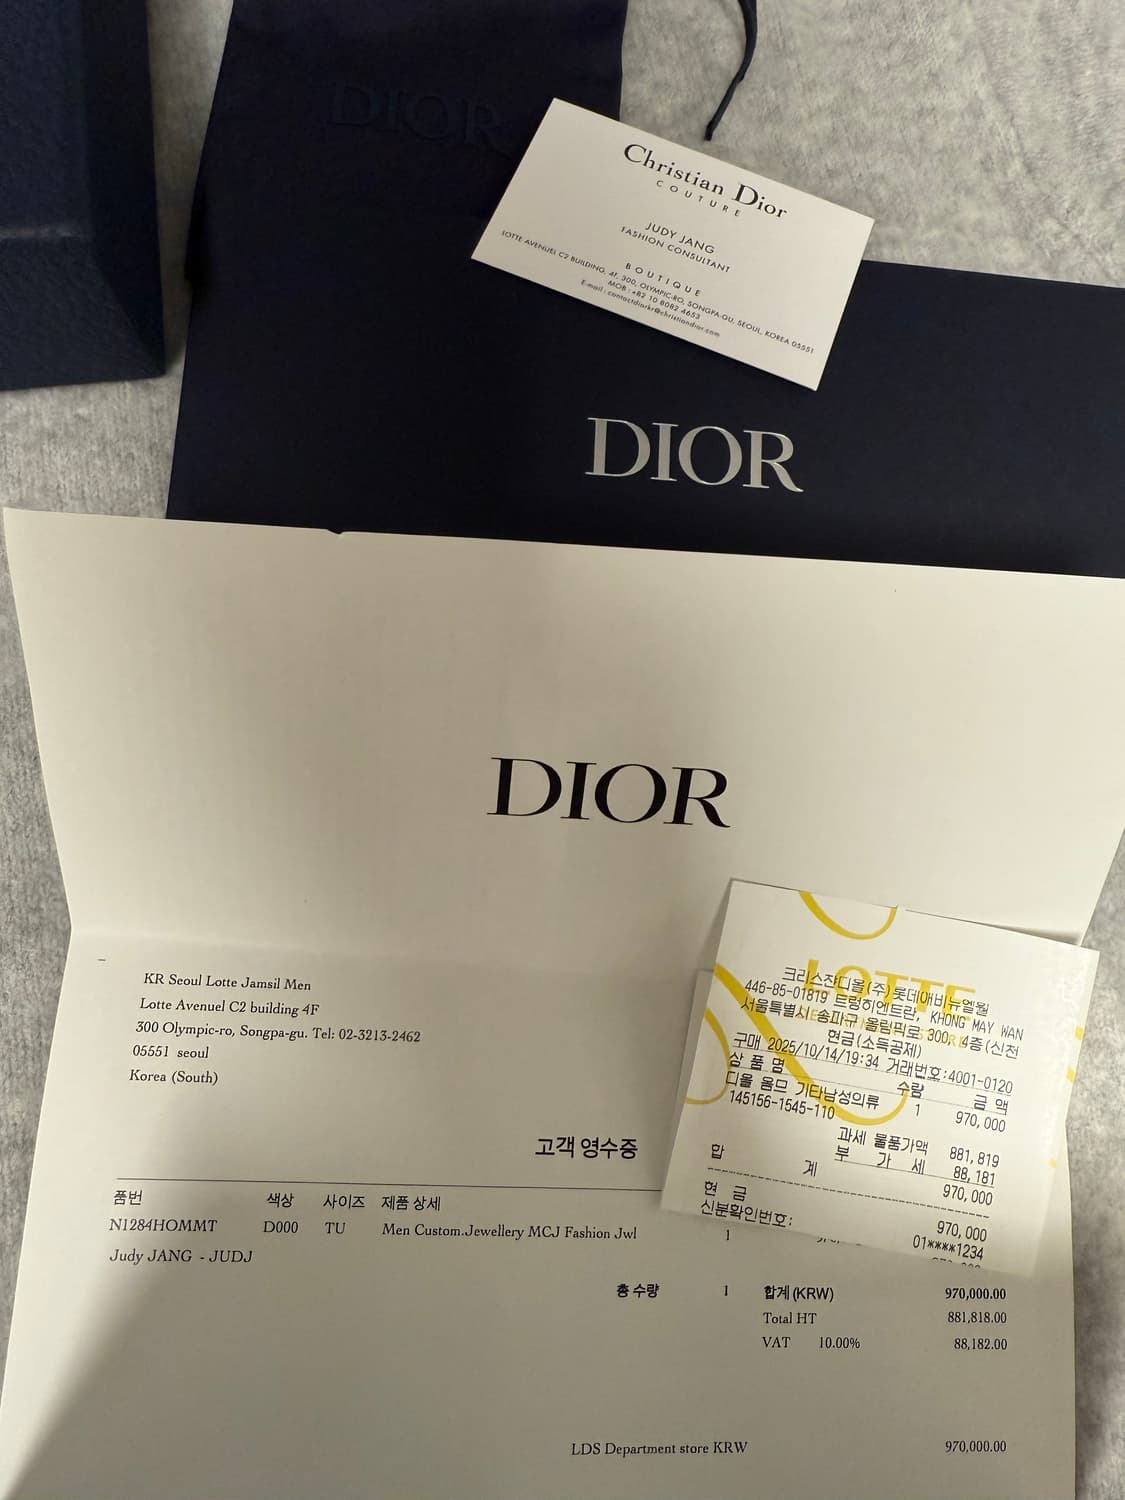 DIOR
Christian Dior
COUTURE
JUDY JANG
FASHION CONSULTANT
BOUTIQUE
LOTTE AVENUEL C2 BUILDING, 4F, 300, OLYMPIC-RO, SONGPA-GU, SEOUL, KOREA 05551
MOB : +82 10 8082 4653
E-mail : contactdiorkr@christiandior.com
DIOR
DIOR
KR Seoul Lotte Jamsil Men
Lotte Avenuel C2 building 4F
300 Olympic-ro, Songpa-gu. Tel: 02-3213-2462
05551 seoul
Korea (South)
LOTTE
크리스챤디올(주)롯데애비뉴엘월
446-85-01819 트렁히엔트란, KHONG MAY WAN
서울특별시 송파구 올림픽로 300, 4층(신천
현금(소득공제)
구매 2025/10/14/19:34 거래번호:4001-0120
상 품 명 수량 금 액
디올 옴므 기타남성의류 1 970,000
145156-1545-110
과세 물품가액 881,819
부 가 세 88,181
합 계 970,000
현 금 970,000
신분확인번호: 01****1234
고객 영수증
품번 색상 사이즈 제품 상세
N1284HOMMT D000 TU Men Custom.Jewellery MCJ Fashion Jwl 1
Judy JANG - JUDJ
총 수량 1 합계 (KRW) 970,000.00
Total HT 881,818.00
VAT 10.00% 88,182.00
LDS Department store KRW 970,000.00